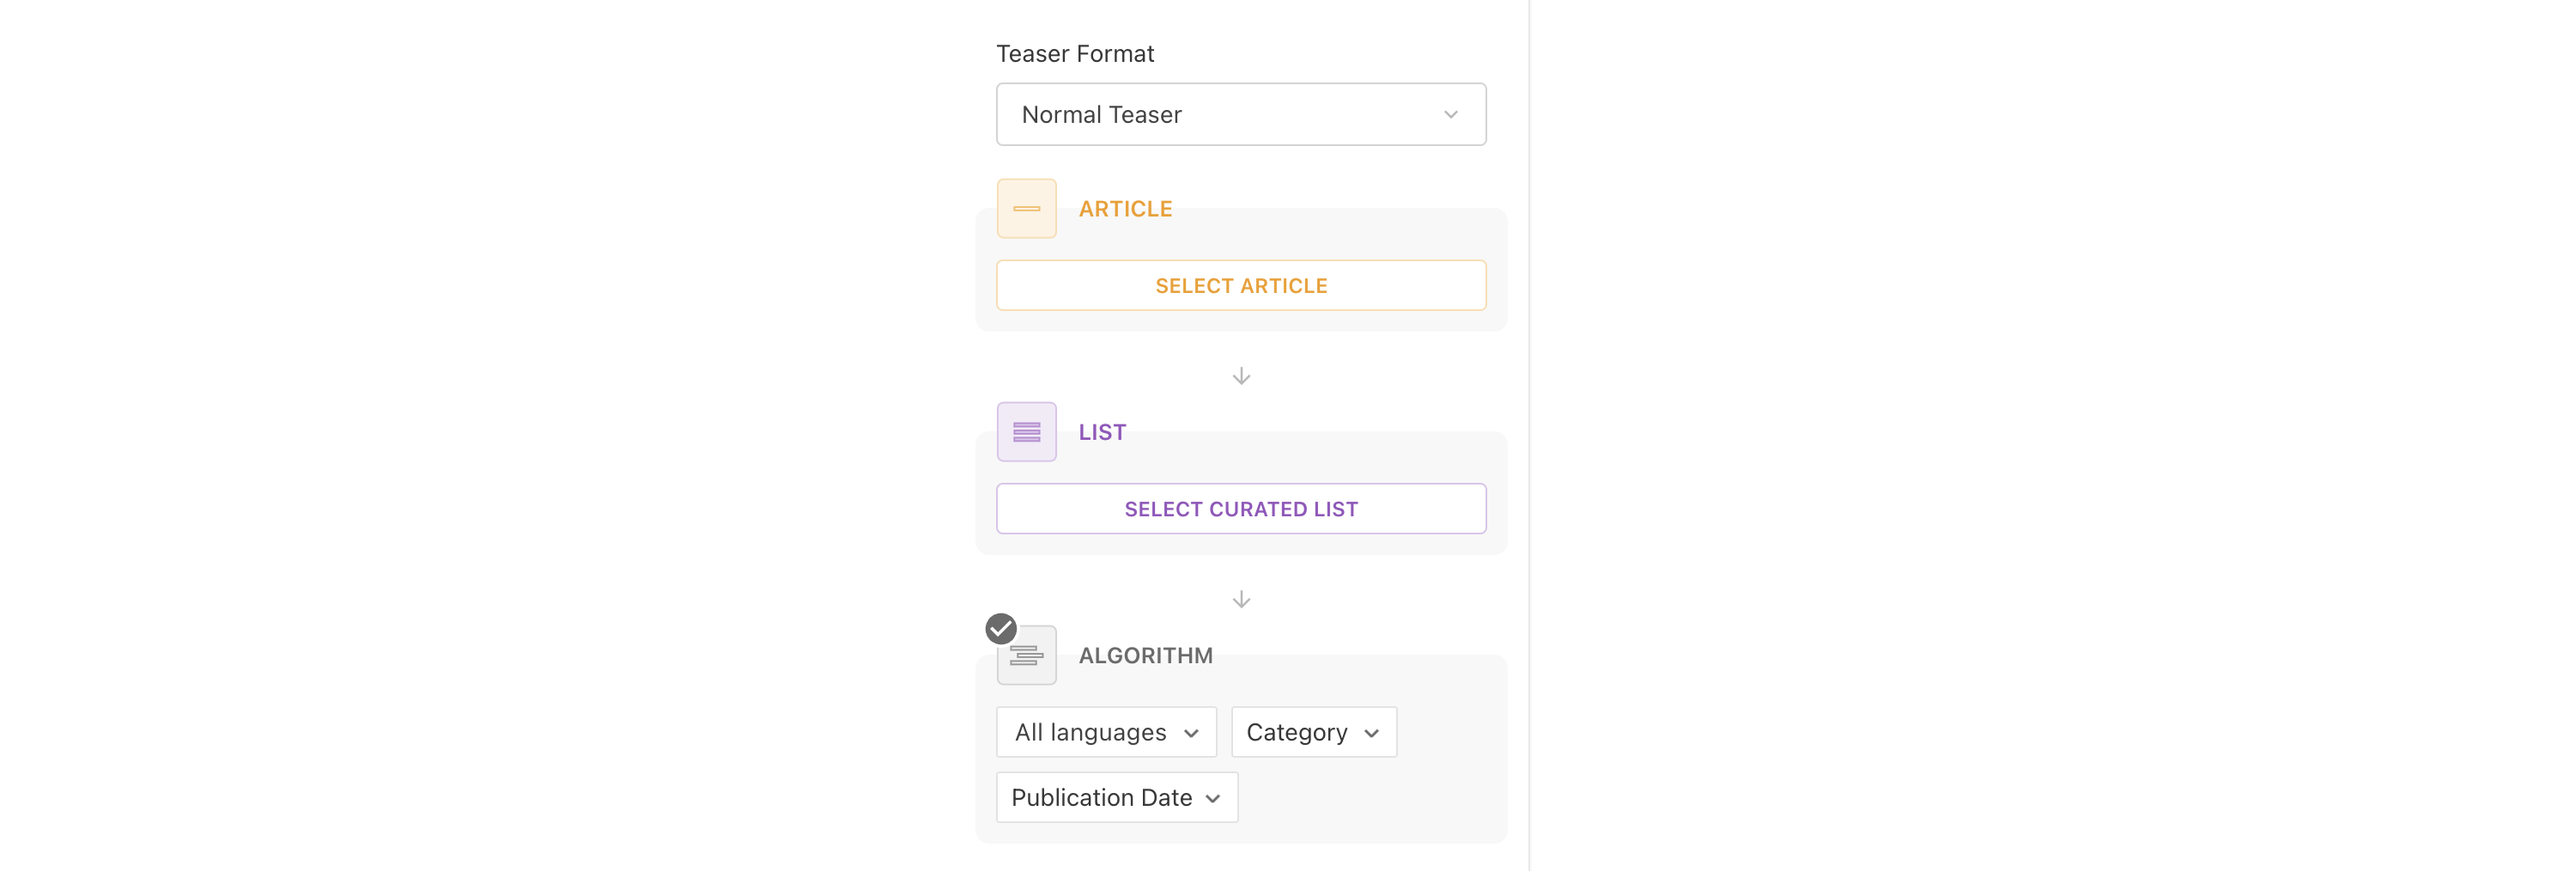 Teaser Format
Normal Teaser
ARTICLE
SELECT ARTICLE
LIST
SELECT CURATED LIST
ALGORITHM
All languages Category
Publication Date